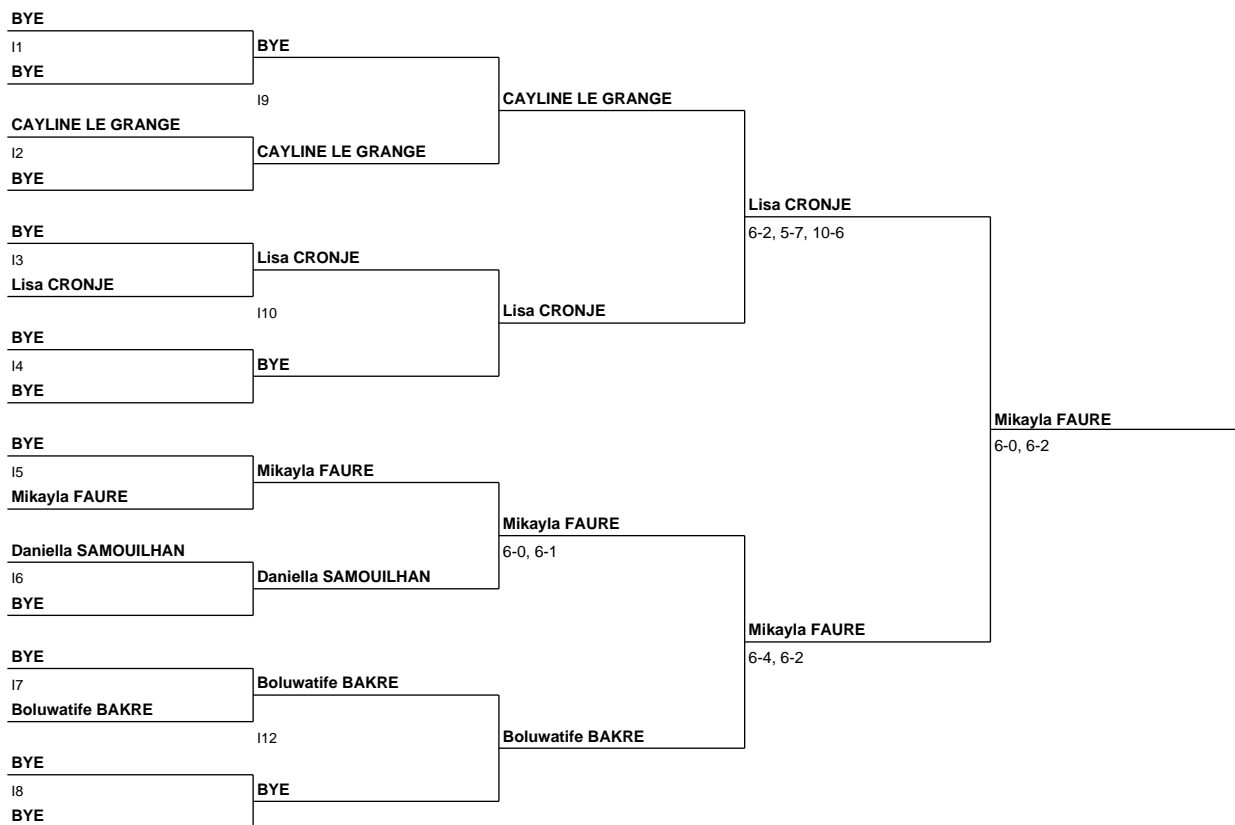 BYE
I1
BYE
BYE
I9
CAYLINE LE GRANGE
CAYLINE LE GRANGE
I2
CAYLINE LE GRANGE
BYE
Lisa CRONJE
6-2, 5-7, 10-6
BYE
I3
Lisa CRONJE
Lisa CRONJE
I10
Lisa CRONJE
BYE
I4
BYE
BYE
Mikayla FAURE
6-0, 6-2
BYE
I5
Mikayla FAURE
Mikayla FAURE
Mikayla FAURE
6-0, 6-1
Daniella SAMOUILHAN
I6
Daniella SAMOUILHAN
BYE
Mikayla FAURE
6-4, 6-2
BYE
I7
Boluwatife BAKRE
Boluwatife BAKRE
I12
Boluwatife BAKRE
BYE
I8
BYE
BYE